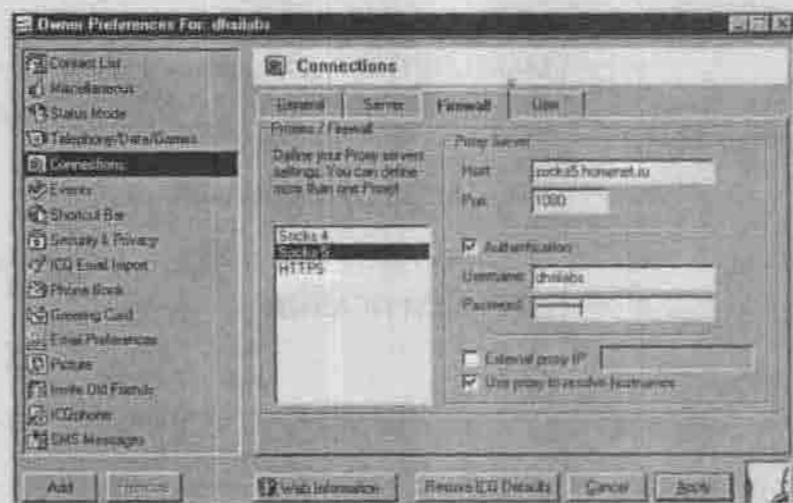 Owner Preferences For: dhsilabs
Contact List
Miscellaneous
Status Mode
Telephony/Data/Games
Connections
Events
Shortcut Bar
Security & Privacy
ICQ Email Import
Phone Book
Greeting Card
Email Preferences
Picture
Invite Old Friends
ICQphone
SMS Messages
Connections
General
Server
Firewall
User
Proxies / Firewall
Define your Proxy servers
settings. You can define
more than one Proxy!
Socks 4
Socks 5
HTTPS
Proxy Server
Host
socks5.homenet.ru
Port
1080
Authentication
Username
dhsilabs
Password
External proxy IP
Use proxy to resolve hostnames
Add
Remove
Web Information
Restore ICQ Defaults
Cancel
Apply